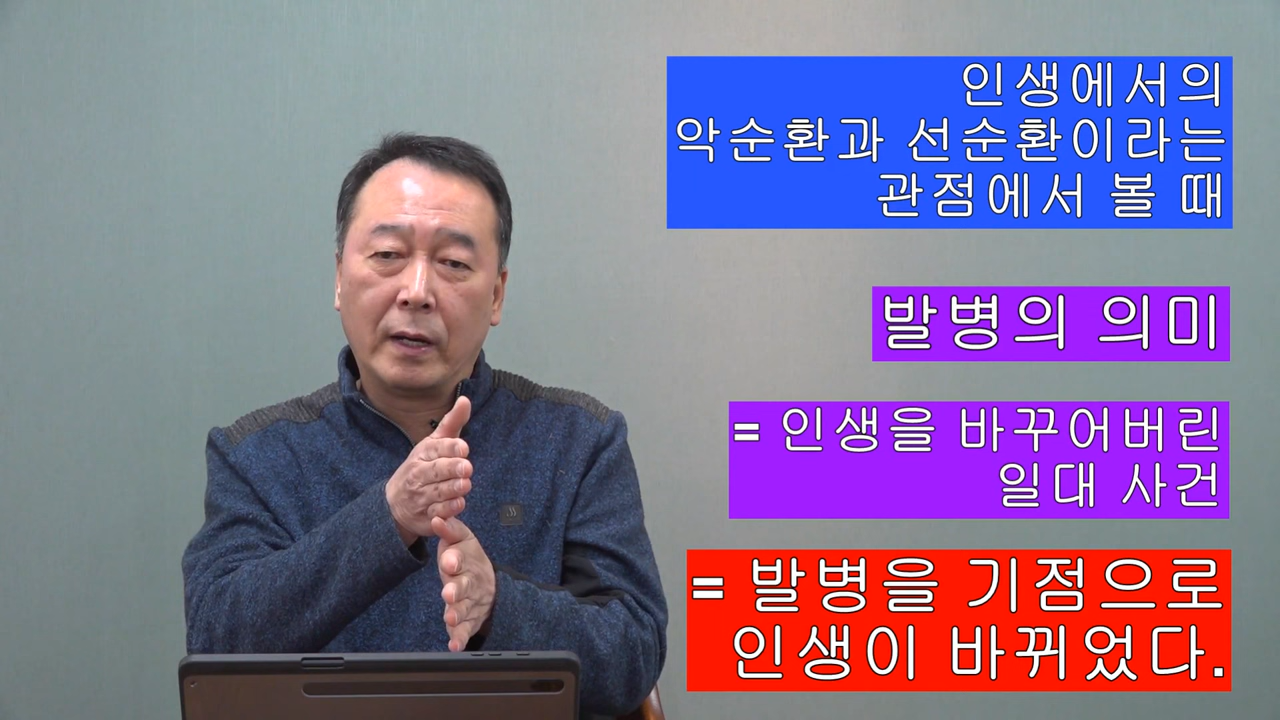 인생에서의
악순환과 선순환이라는
관점에서 볼 때
발병의 의미
= 인생을 바꾸어버린
일대 사건
= 발병을 기점으로
인생이 바뀌었다.